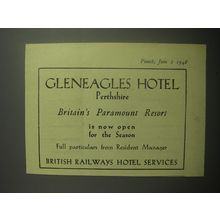 Punch, June 2 1948
GLENEAGLES HOTEL
Perthshire
Britain's Paramount Resort
is now open
for the Season
Full particulars from Resident Manager
BRITISH RAILWAYS HOTEL SERVICES